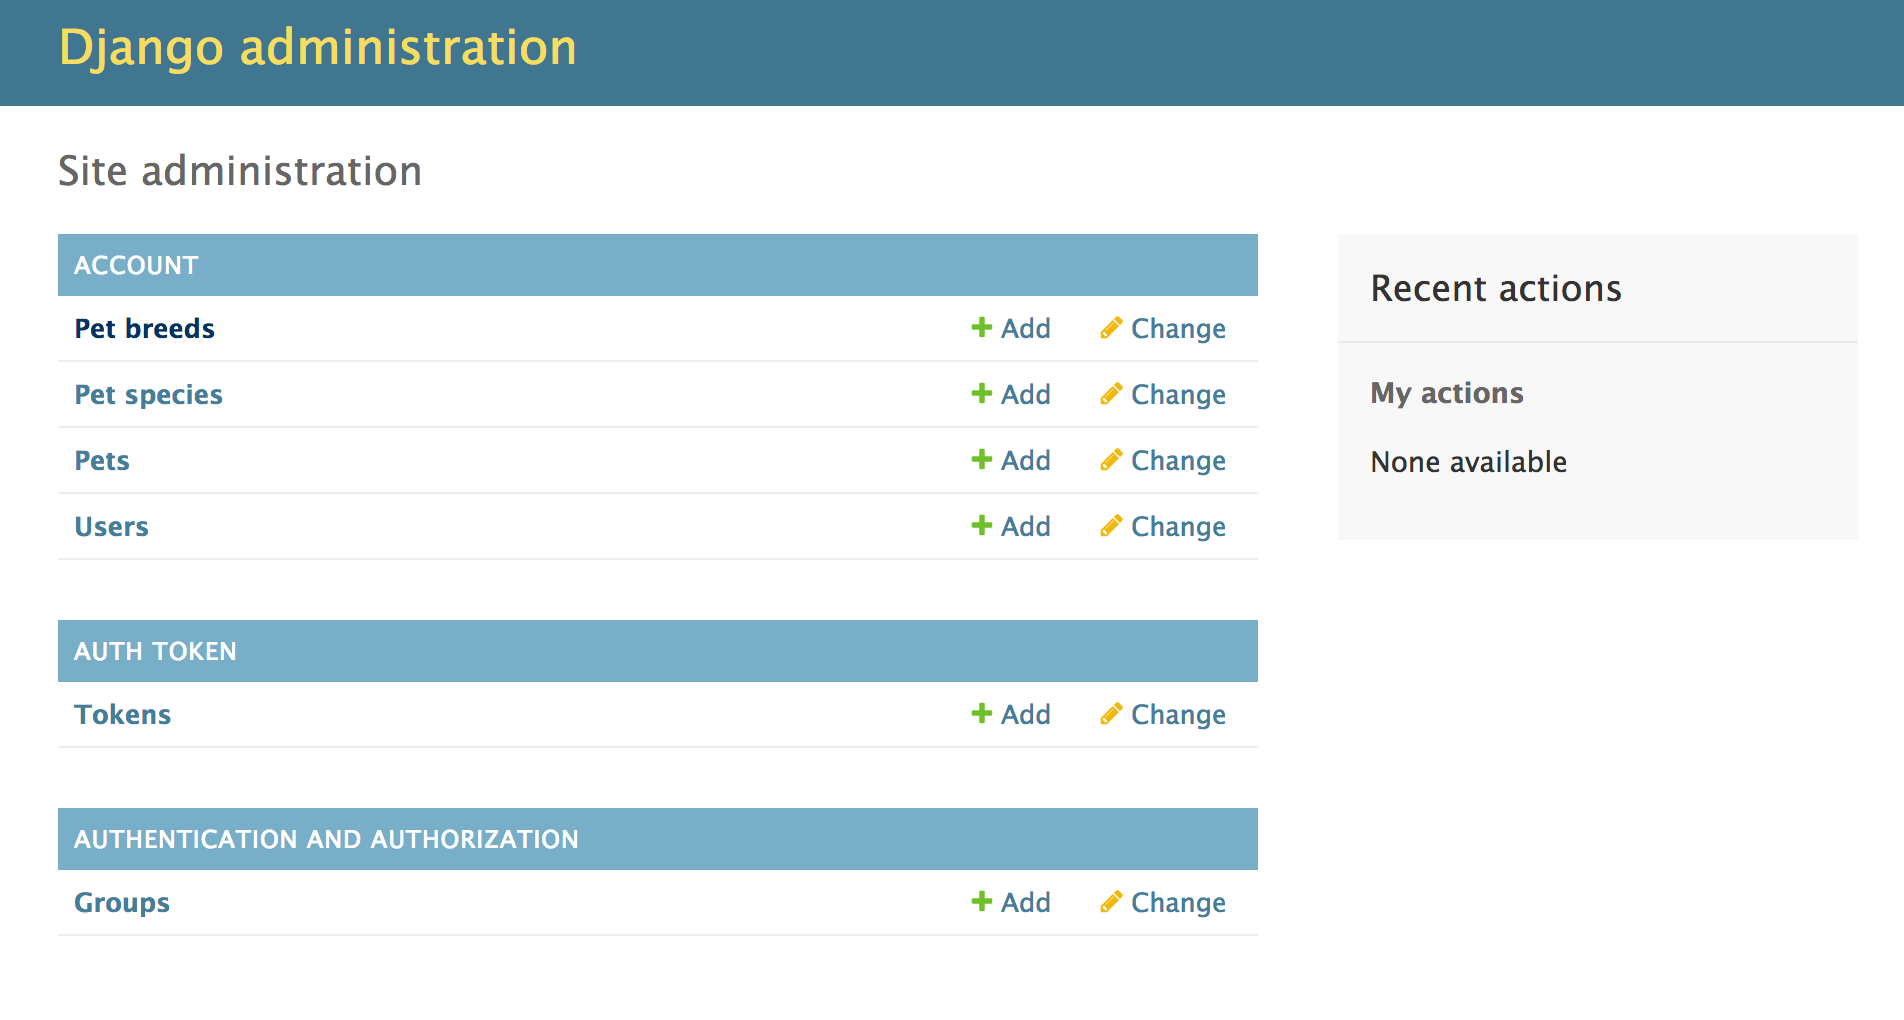 Django administration
Site administration
ACCOUNT
Pet breeds Add Change
Pet species Add Change
Pets Add Change
Users Add Change
AUTH TOKEN
Tokens Add Change
AUTHENTICATION AND AUTHORIZATION
Groups Add Change
Recent actions
My actions
None available